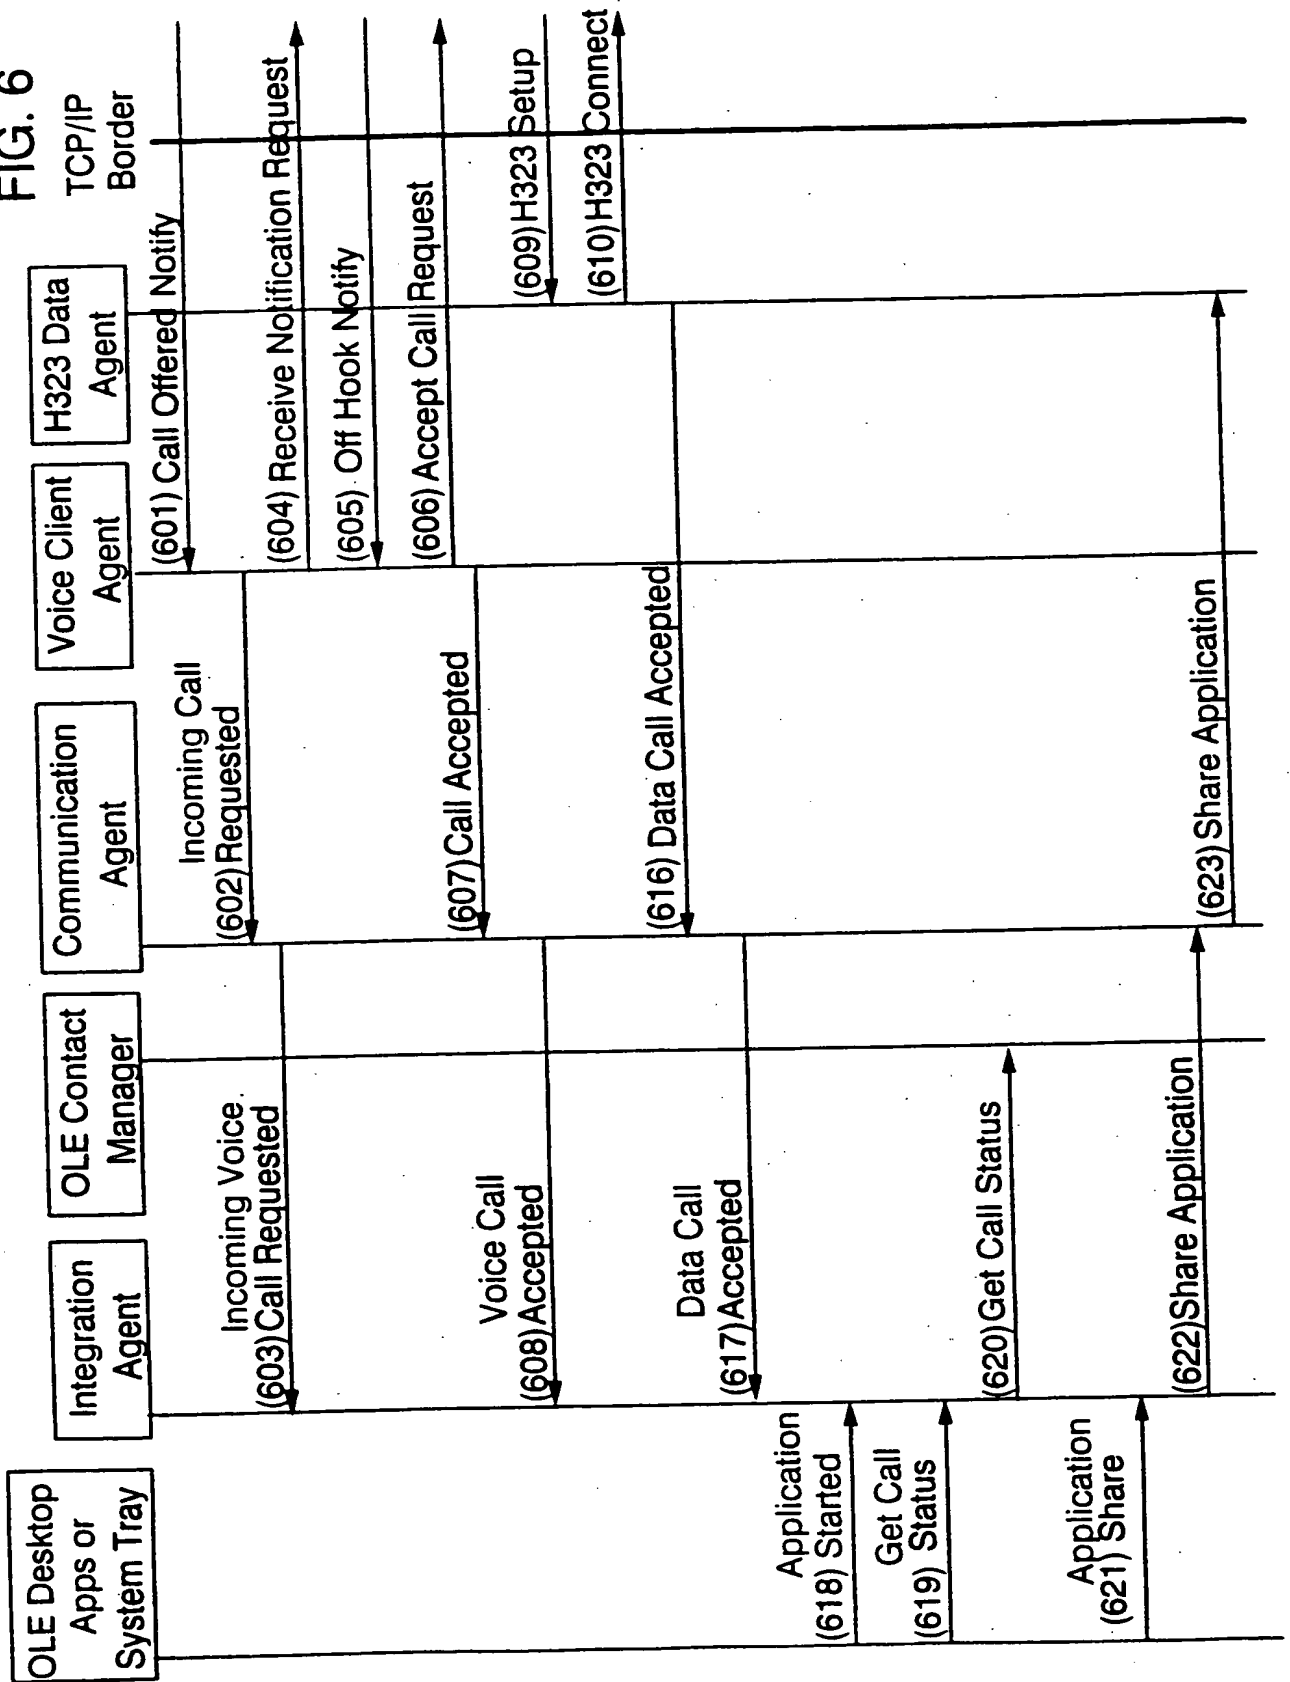 FIG. 6
OLE Desktop
Apps or
System Tray
Integration
Agent
OLE Contact
Manager
Communication
Agent
Voice Client
Agent
H323 Data
Agent
TCP/IP
Border
(601) Call Offered Notify
Incoming Call
(602) Requested
Incoming Voice.
(603) Call Requested
(604) Receive Notification Request
(605) Off Hook Notify
(606) Accept Call Request
(607) Call Accepted
Voice Call
(608) Accepted
(609) H323 Setup
(610) H323 Connect
(616) Data Call Accepted
Data Call
(617) Accepted
Application
(618) Started
Get Call
(619) Status
(620) Get Call Status
Application
(621) Share
(622) Share Application
(623) Share Application